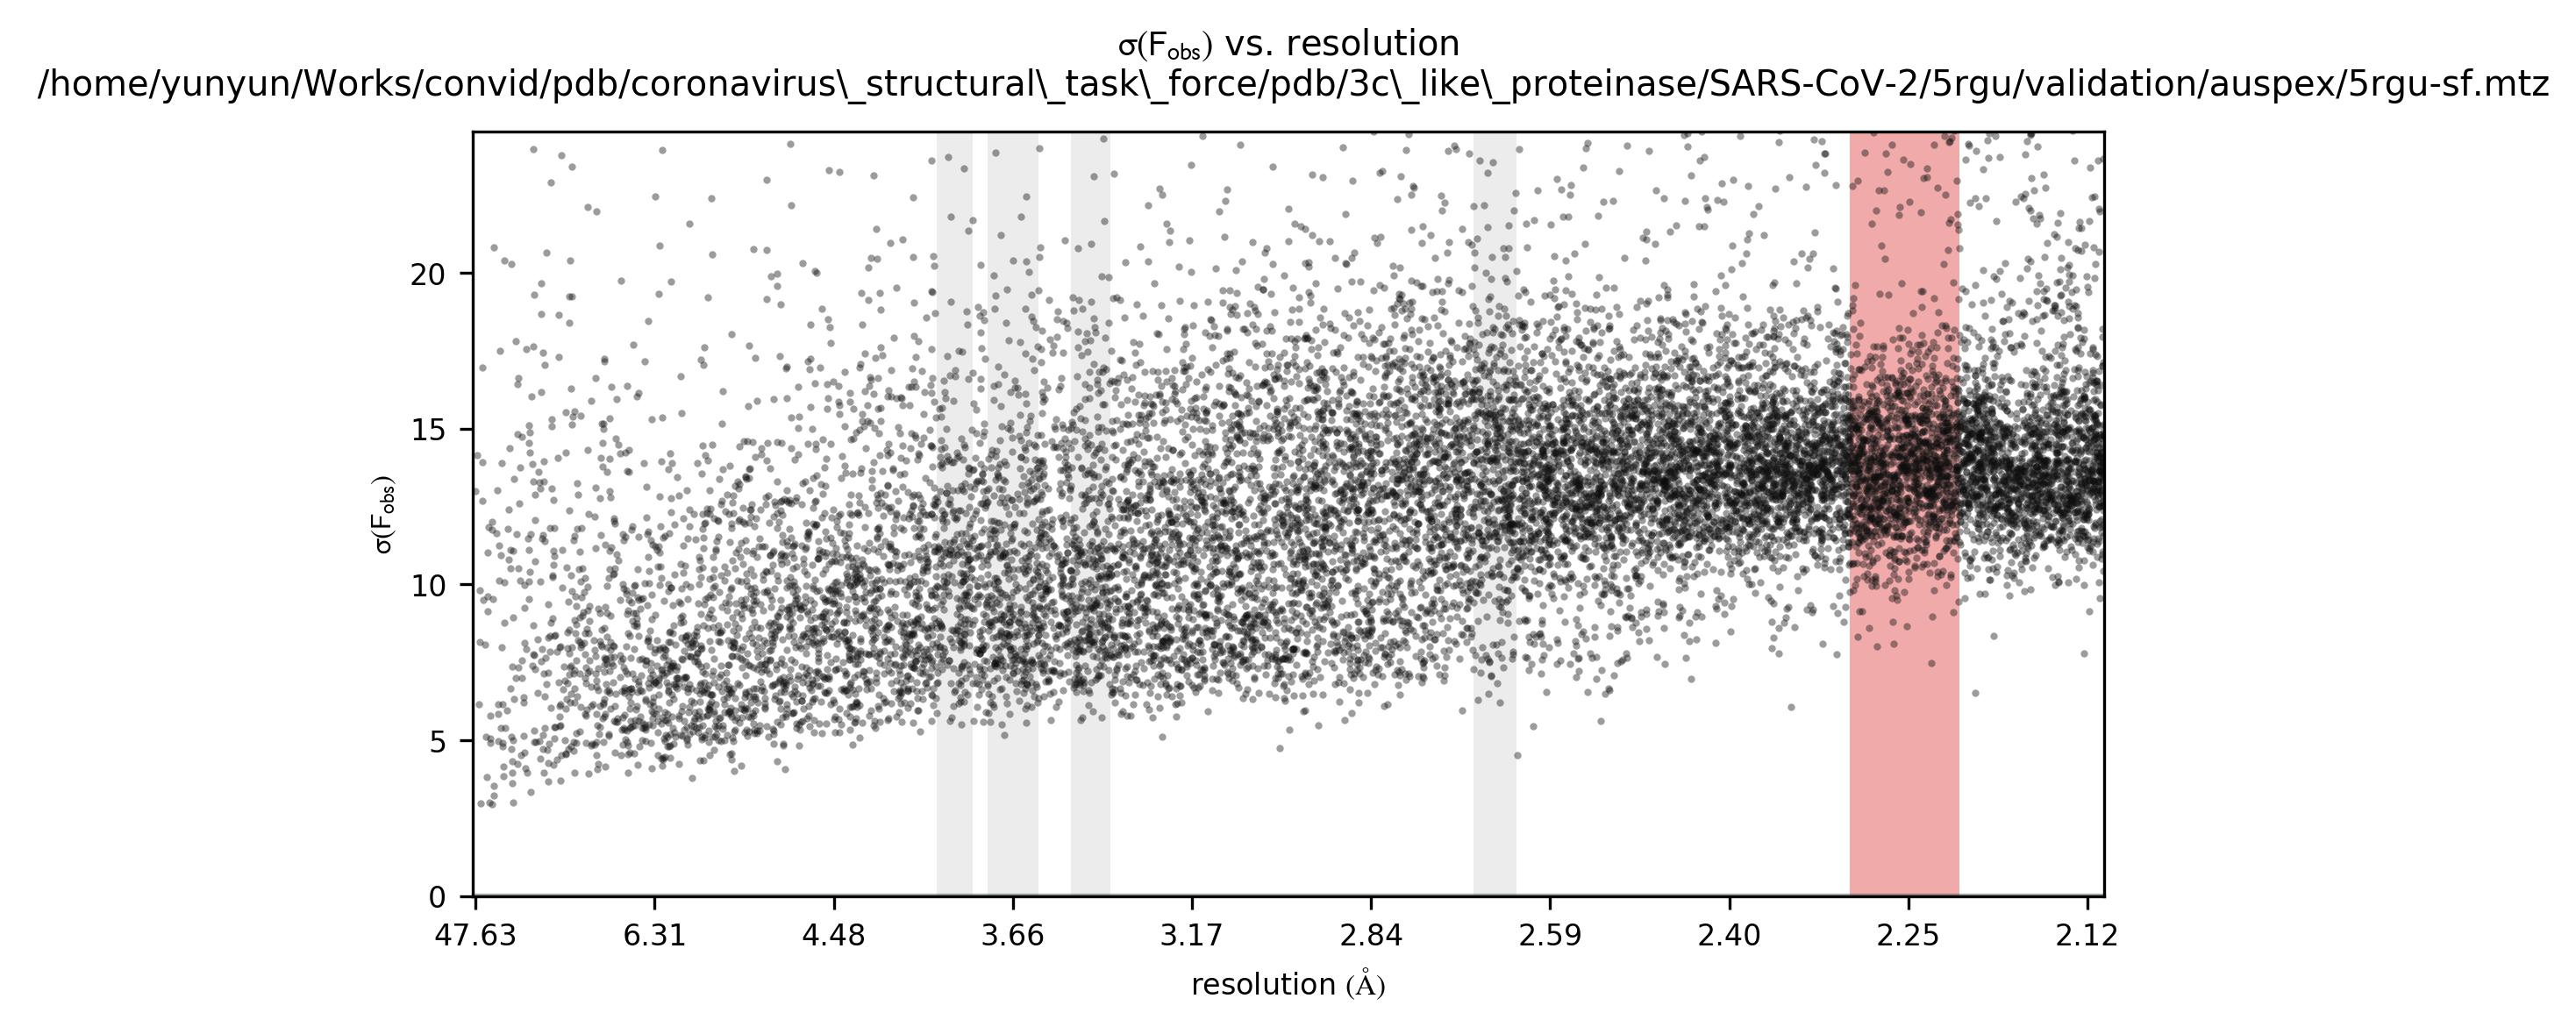 σ(F_obs) vs. resolution
/home/yunyun/Works/convid/pdb/coronavirus\_structural\_task\_force/pdb/3c\_like\_proteinase/SARS-CoV-2/5rgu/validation/auspex/5rgu-sf.mtz
σ(F_obs)
20
15
10
5
0
47.63 6.31 4.48 3.66 3.17 2.84 2.59 2.40 2.25 2.12
resolution (Å)